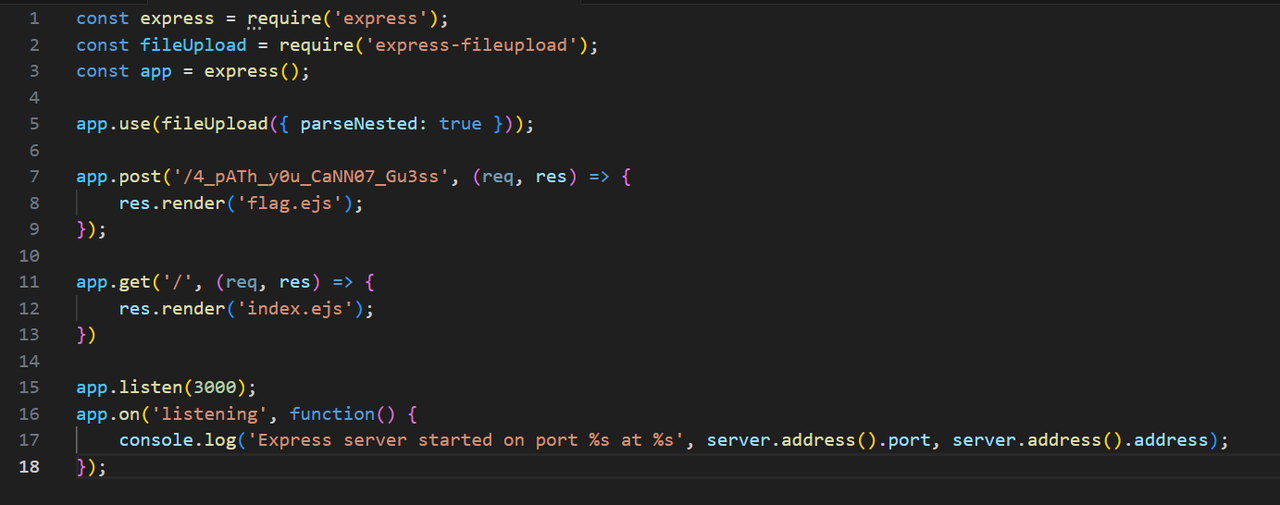 1 const express = require('express');
2 const fileUpload = require('express-fileupload');
3 const app = express();
4
5 app.use(fileUpload({ parseNested: true }));
6
7 app.post('/4_pATh_y0u_CaNN07_Gu3ss', (req, res) => {
8     res.render('flag.ejs');
9 });
10
11 app.get('/', (req, res) => {
12     res.render('index.ejs');
13 })
14
15 app.listen(3000);
16 app.on('listening', function() {
17     console.log('Express server started on port %s at %s', server.address().port, server.address().address);
18 });